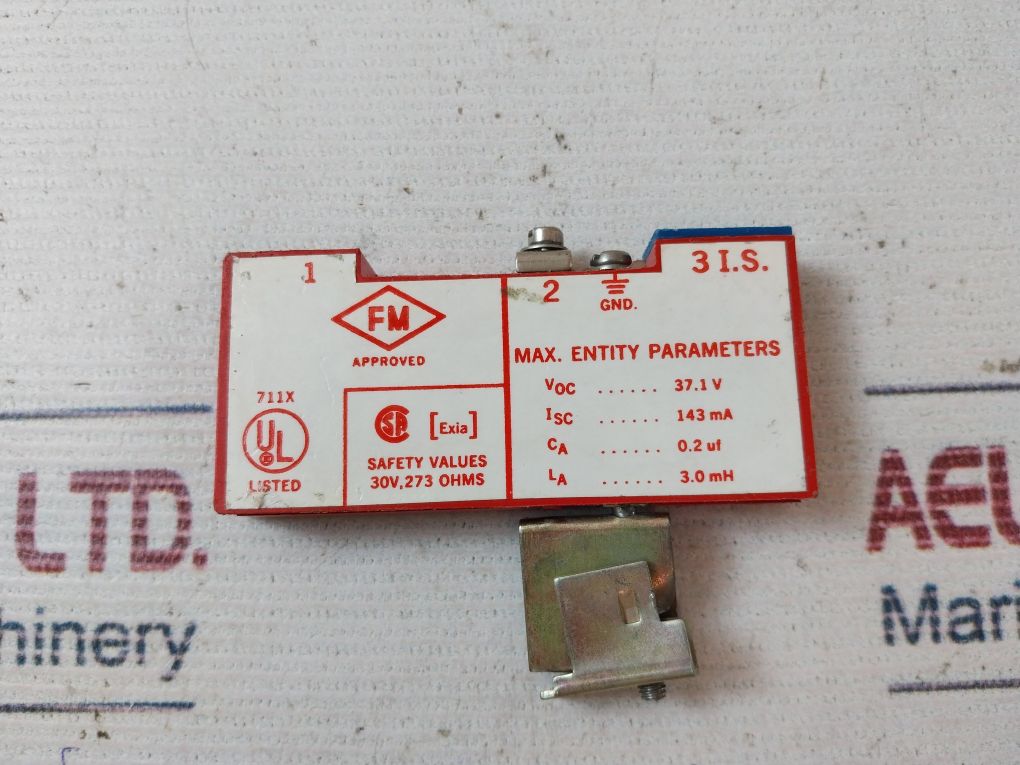 1
2
GND.
3 I.S.
FM
APPROVED
711X
UL
LISTED
CSA [Exia]
SAFETY VALUES
30V, 273 OHMS
MAX. ENTITY PARAMETERS
VOC ...... 37.1 V
ISC ...... 143 mA
CA ...... 0.2 uf
LA ...... 3.0 mH
LTD.
hinery
AEU
Mari